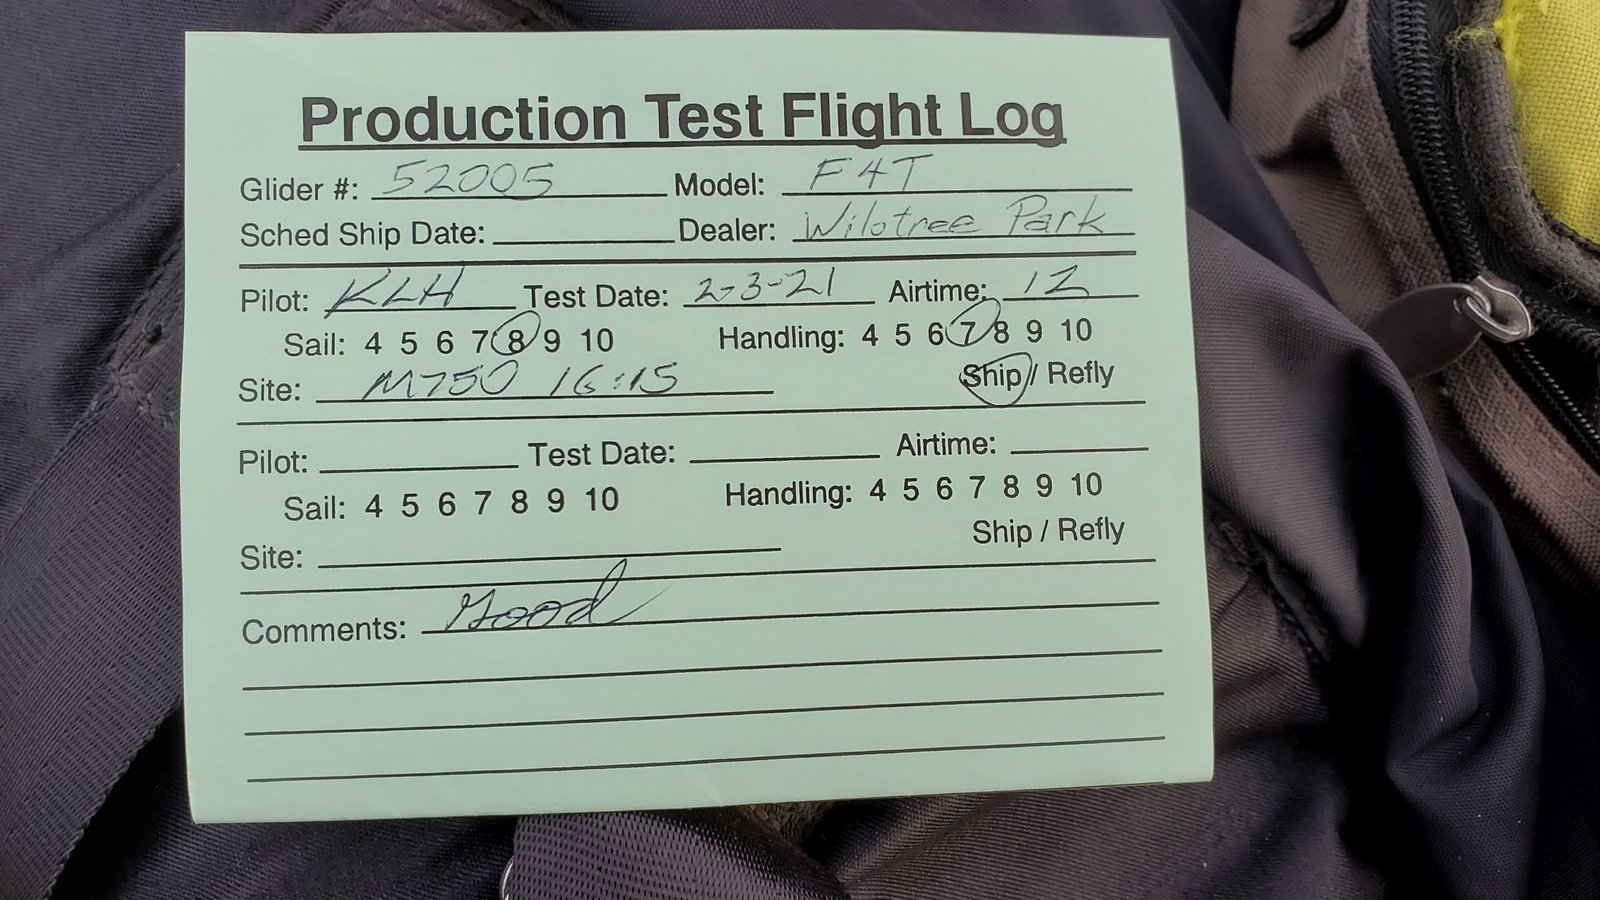 Production Test Flight Log
Glider #: 52005 Model: F4T
Sched Ship Date: Dealer: Wilotree Park
Pilot: KLH Test Date: 2-3-21 Airtime: 12
Sail: 4 5 6 7 8 9 10 Handling: 4 5 6 7 8 9 10
Site: M750 16:15 Ship / Refly
Pilot: Test Date: Airtime:
Sail: 4 5 6 7 8 9 10 Handling: 4 5 6 7 8 9 10
Ship / Refly
Site:
Comments: Good